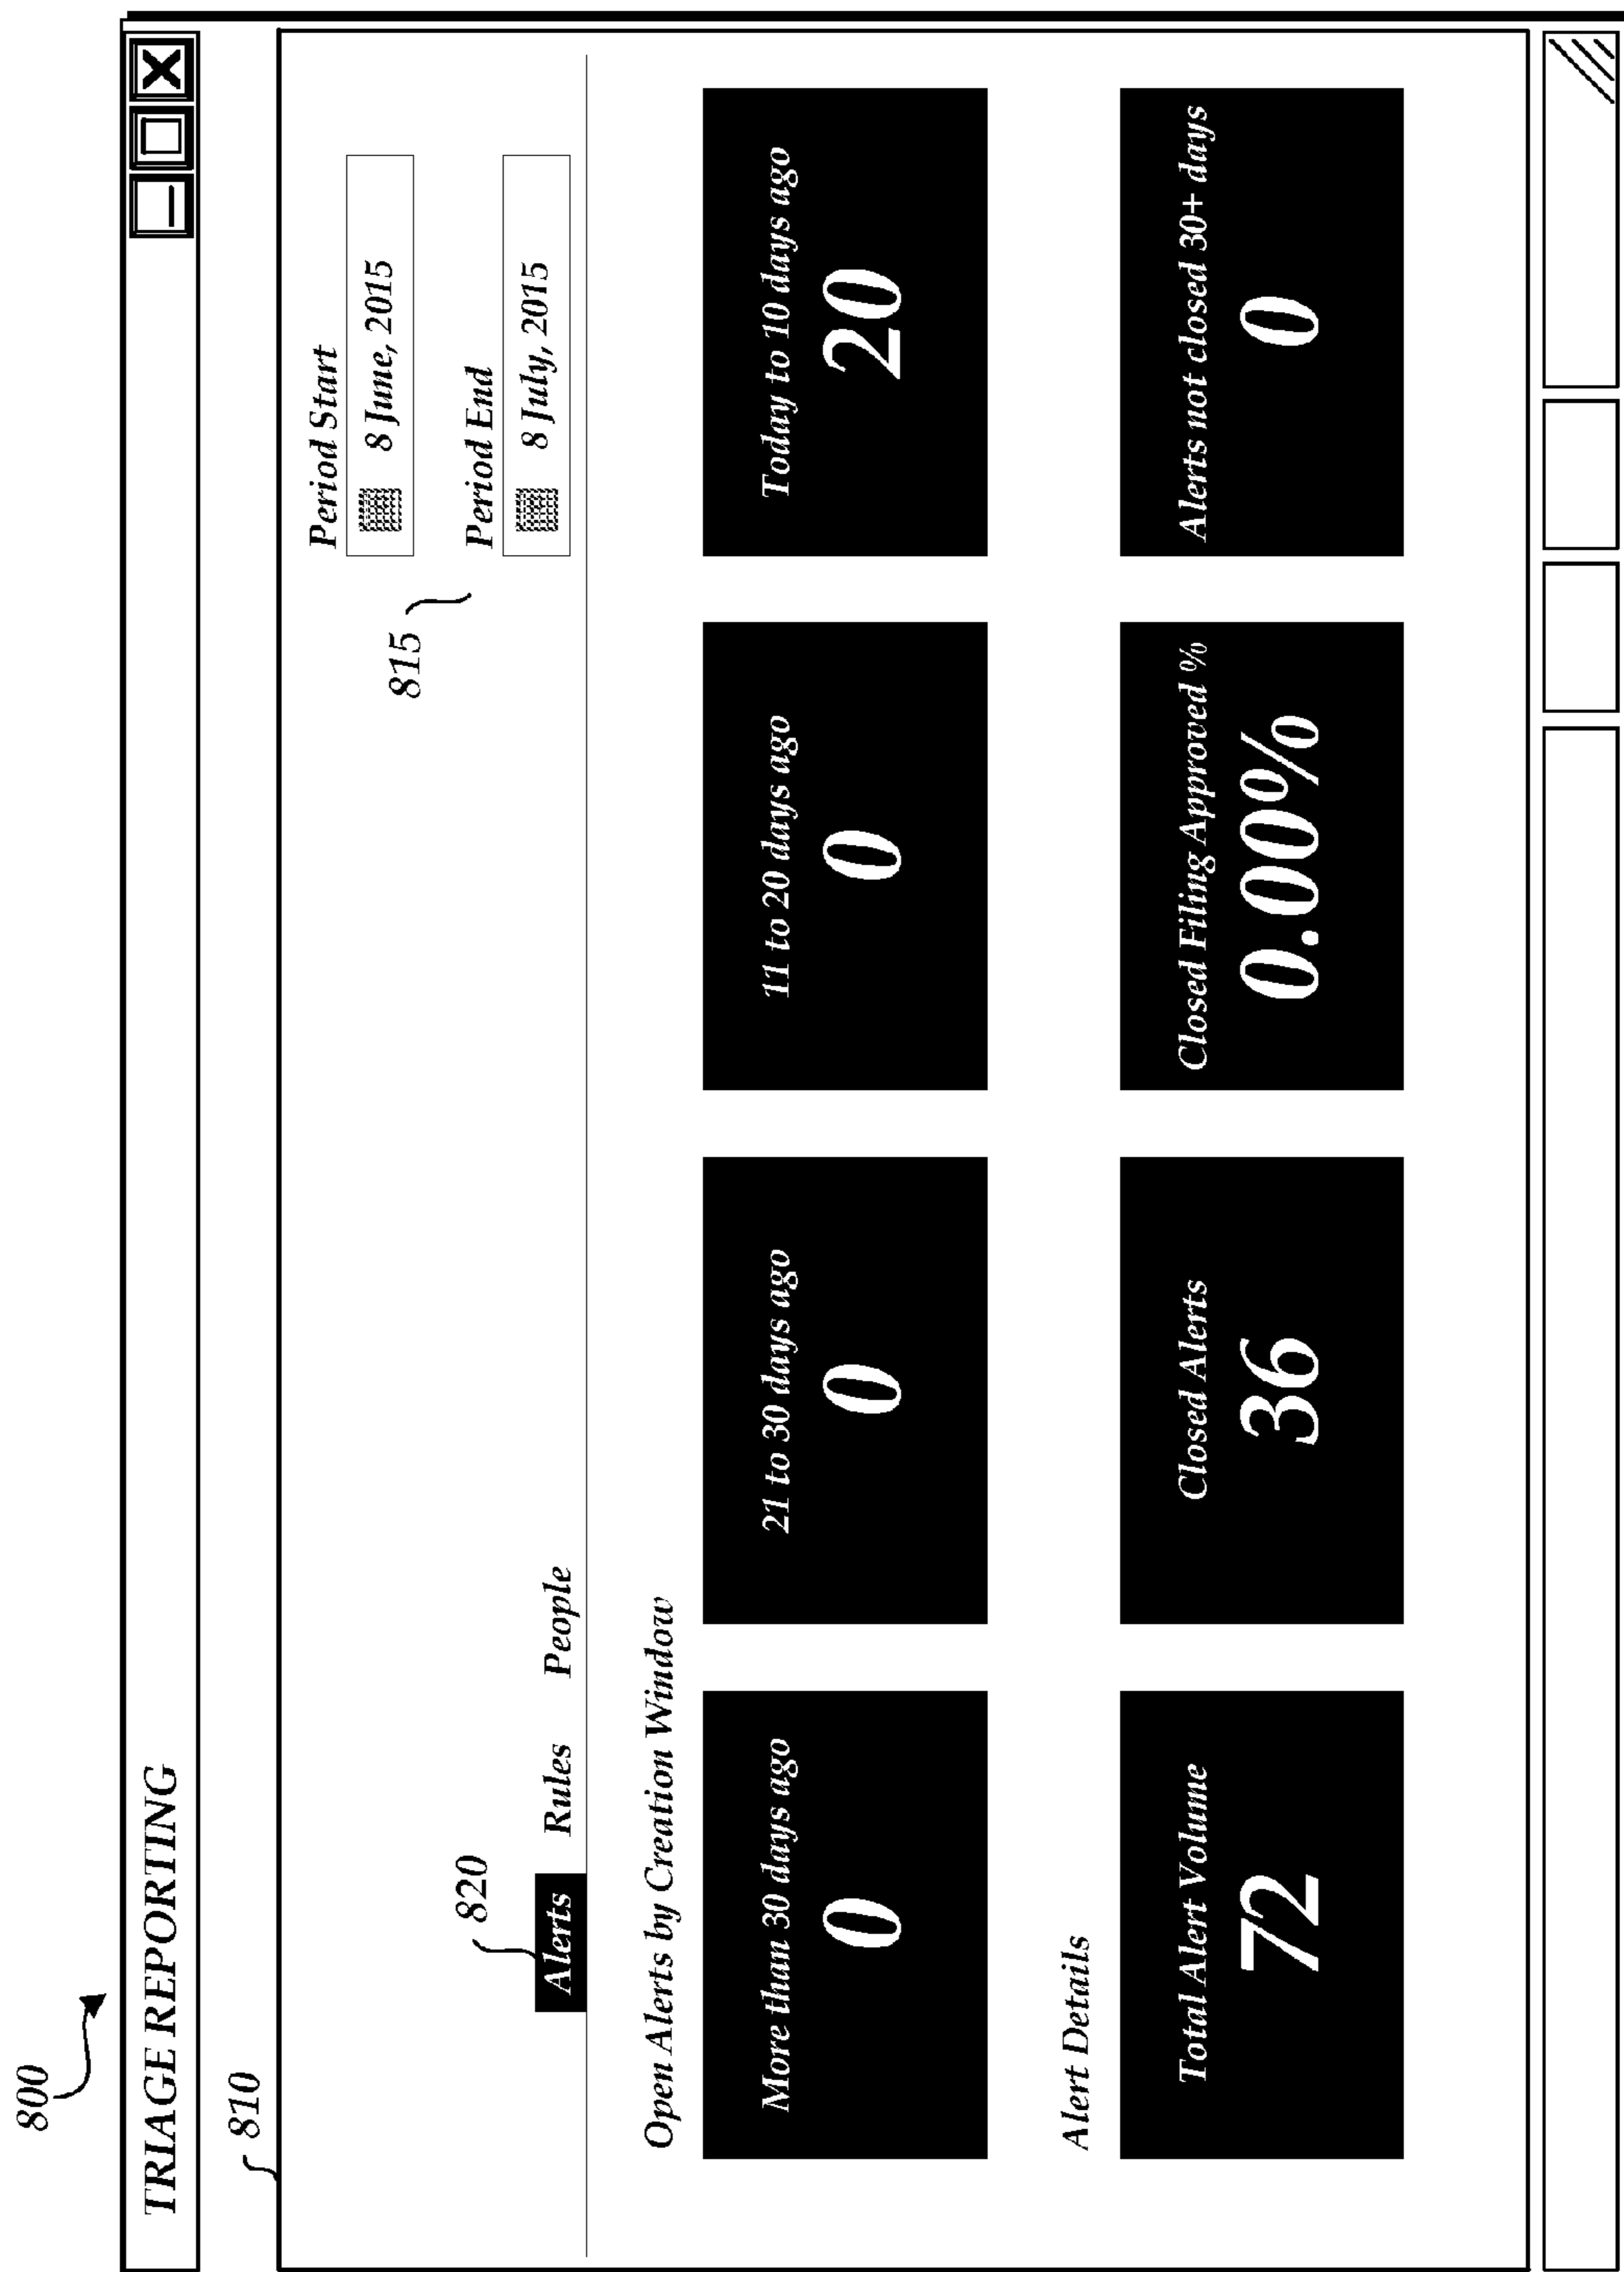 800
TRIAGE REPORTING
810
Period Start
8 June, 2015
815
Period End
8 July, 2015
820
Alerts Rules People
Open Alerts by Creation Window
More than 30 days ago
0
21 to 30 days ago
0
11 to 20 days ago
0
Today to 10 days ago
20
Alert Details
Total Alert Volume
72
Closed Alerts
36
Closed Filing Approved %
0.00%
Alerts not closed 30+ days
0